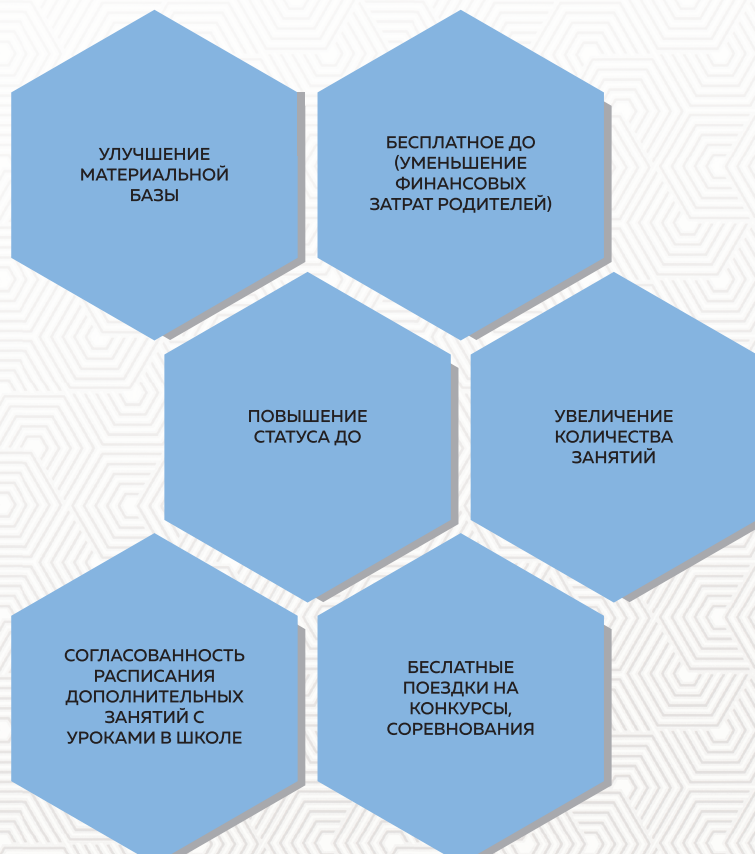 УЛУЧШЕНИЕ
МАТЕРИАЛЬНОЙ
БАЗЫ
БЕСПЛАТНОЕ ДО
(УМЕНЬШЕНИЕ
ФИНАНСОВЫХ
ЗАТРАТ РОДИТЕЛЕЙ)
ПОВЫШЕНИЕ
СТАТУСА ДО
УВЕЛИЧЕНИЕ
КОЛИЧЕСТВА
ЗАНЯТИЙ
СОГЛАСОВАННОСТЬ
РАСПИСАНИЯ
ДОПОЛНИТЕЛЬНЫХ
ЗАНЯТИЙ С
УРОКАМИ В ШКОЛЕ
БЕСЛАТНЫЕ
ПОЕЗДКИ НА
КОНКУРСЫ,
СОРЕВНОВАНИЯ